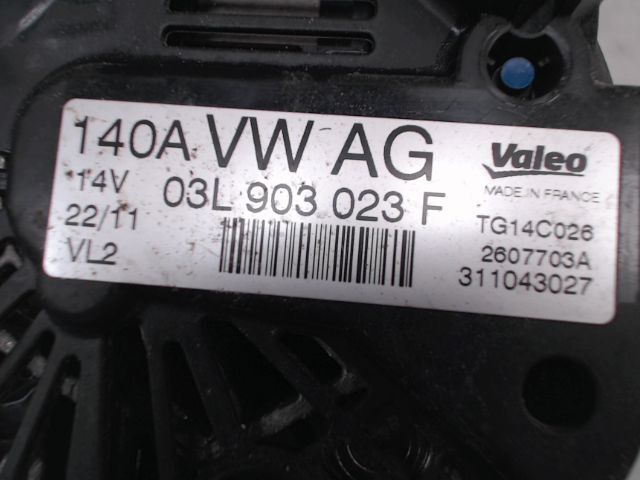 140A VW AG
14V
03L 903 023 F
22/11
VL2
Valeo
MADE IN FRANCE
TG14C026
2607703A
311043027